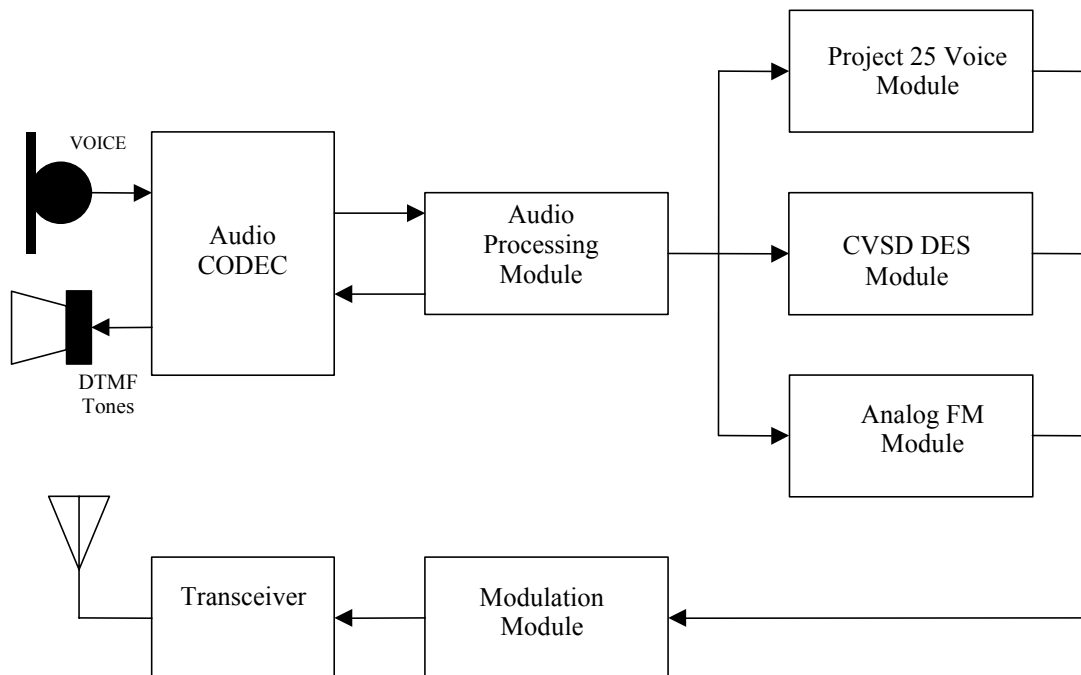 VOICE
DTMF
Tones
Audio
CODEC
Audio
Processing
Module
Project 25 Voice
Module
CVSD DES
Module
Analog FM
Module
Transceiver
Modulation
Module